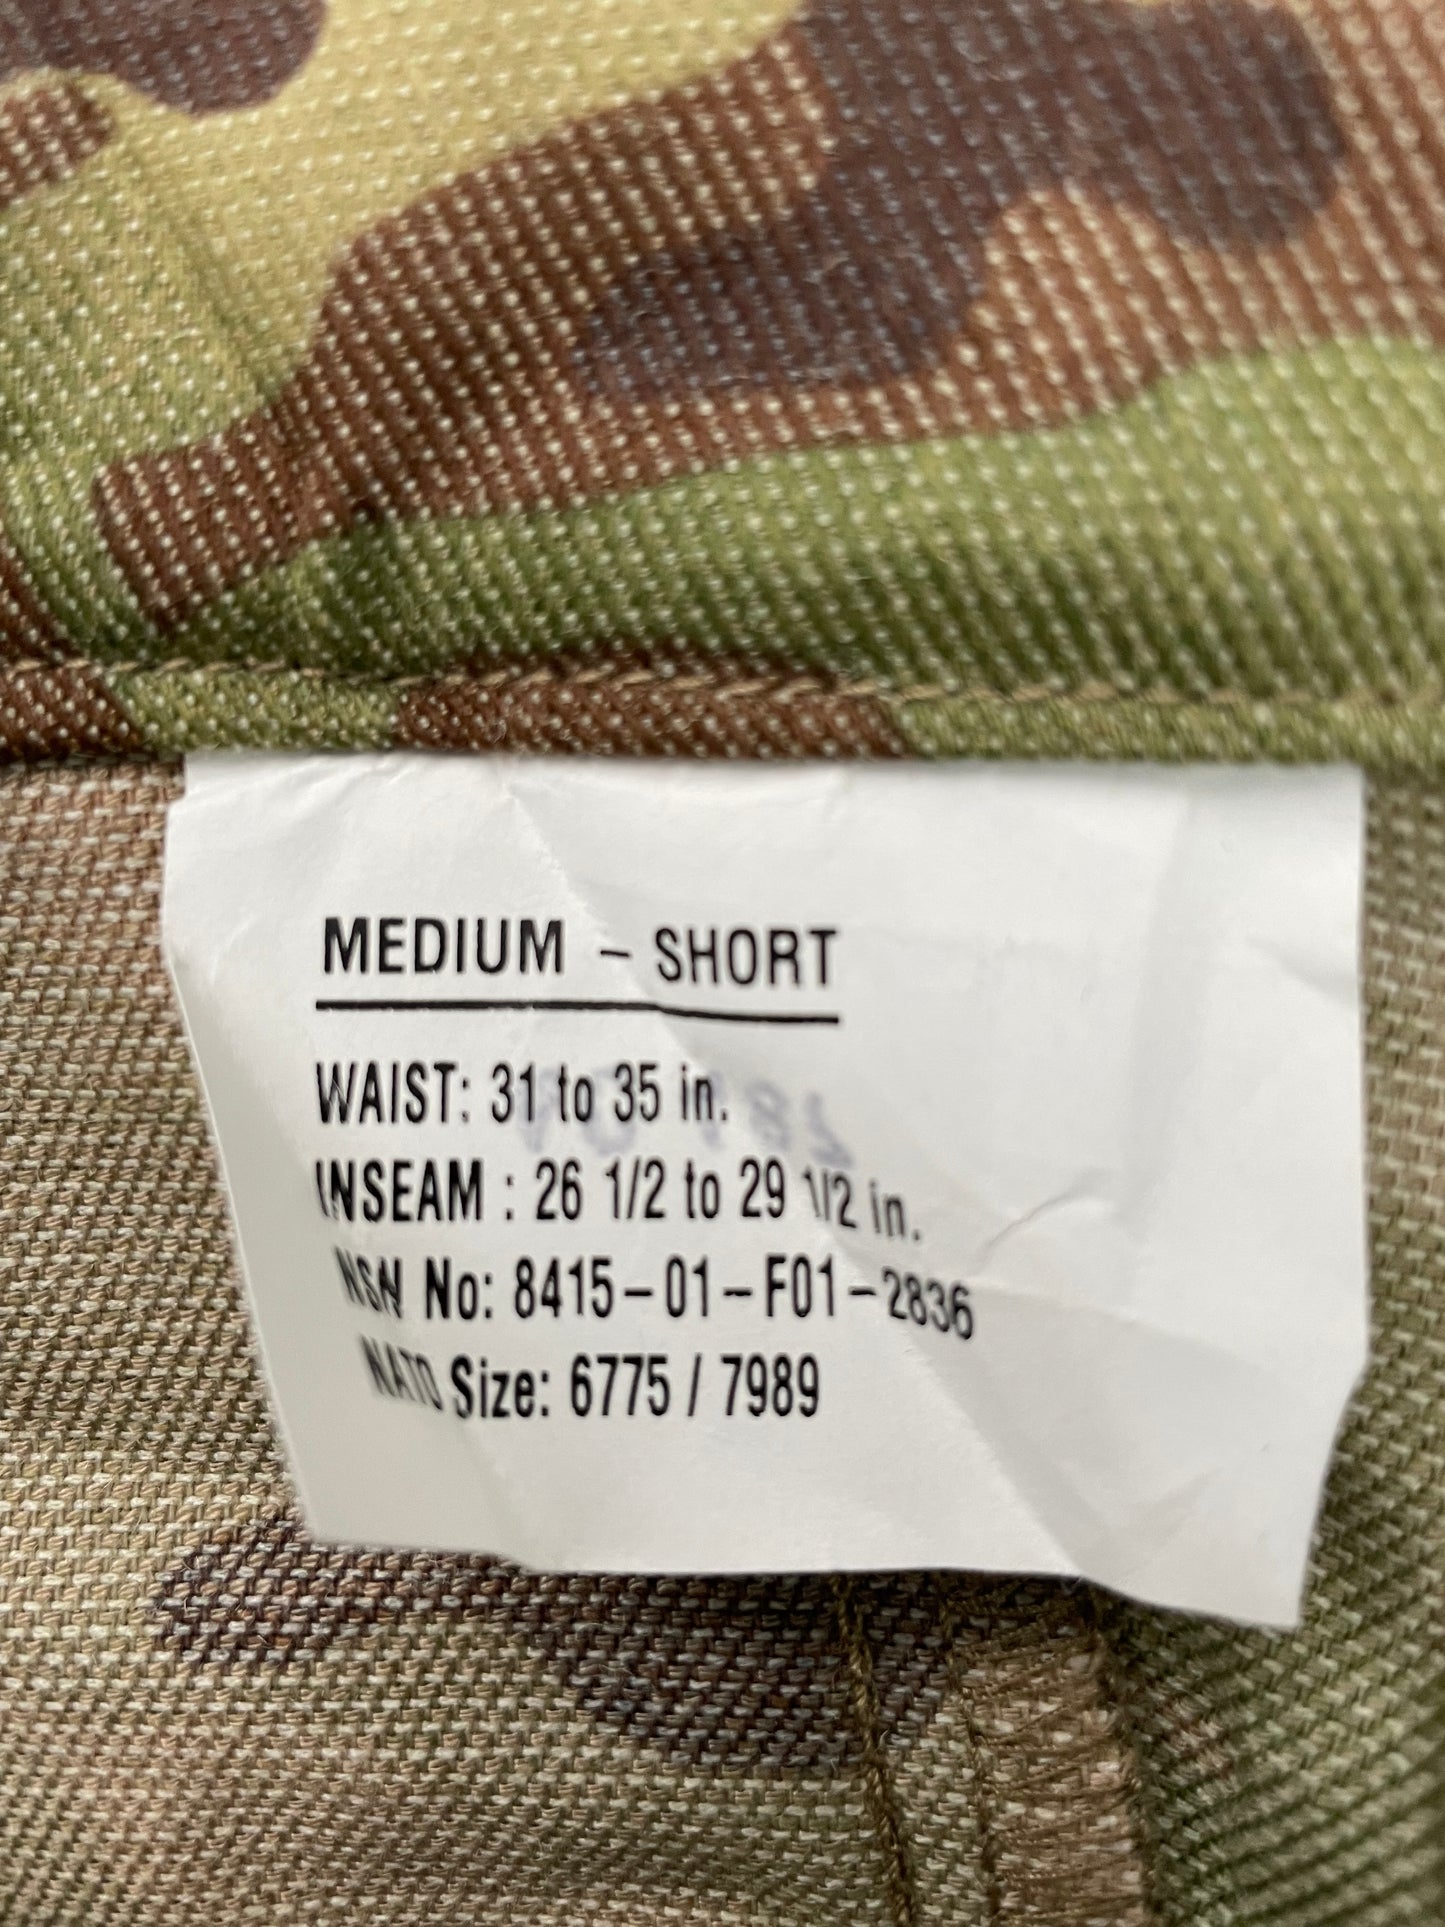 MEDIUM – SHORT
WAIST: 31 to 35 in.
INSEAM : 26 1/2 to 29 1/2 in.
NSN No: 8415-01-F01-2836
NATO Size: 6775 / 7989